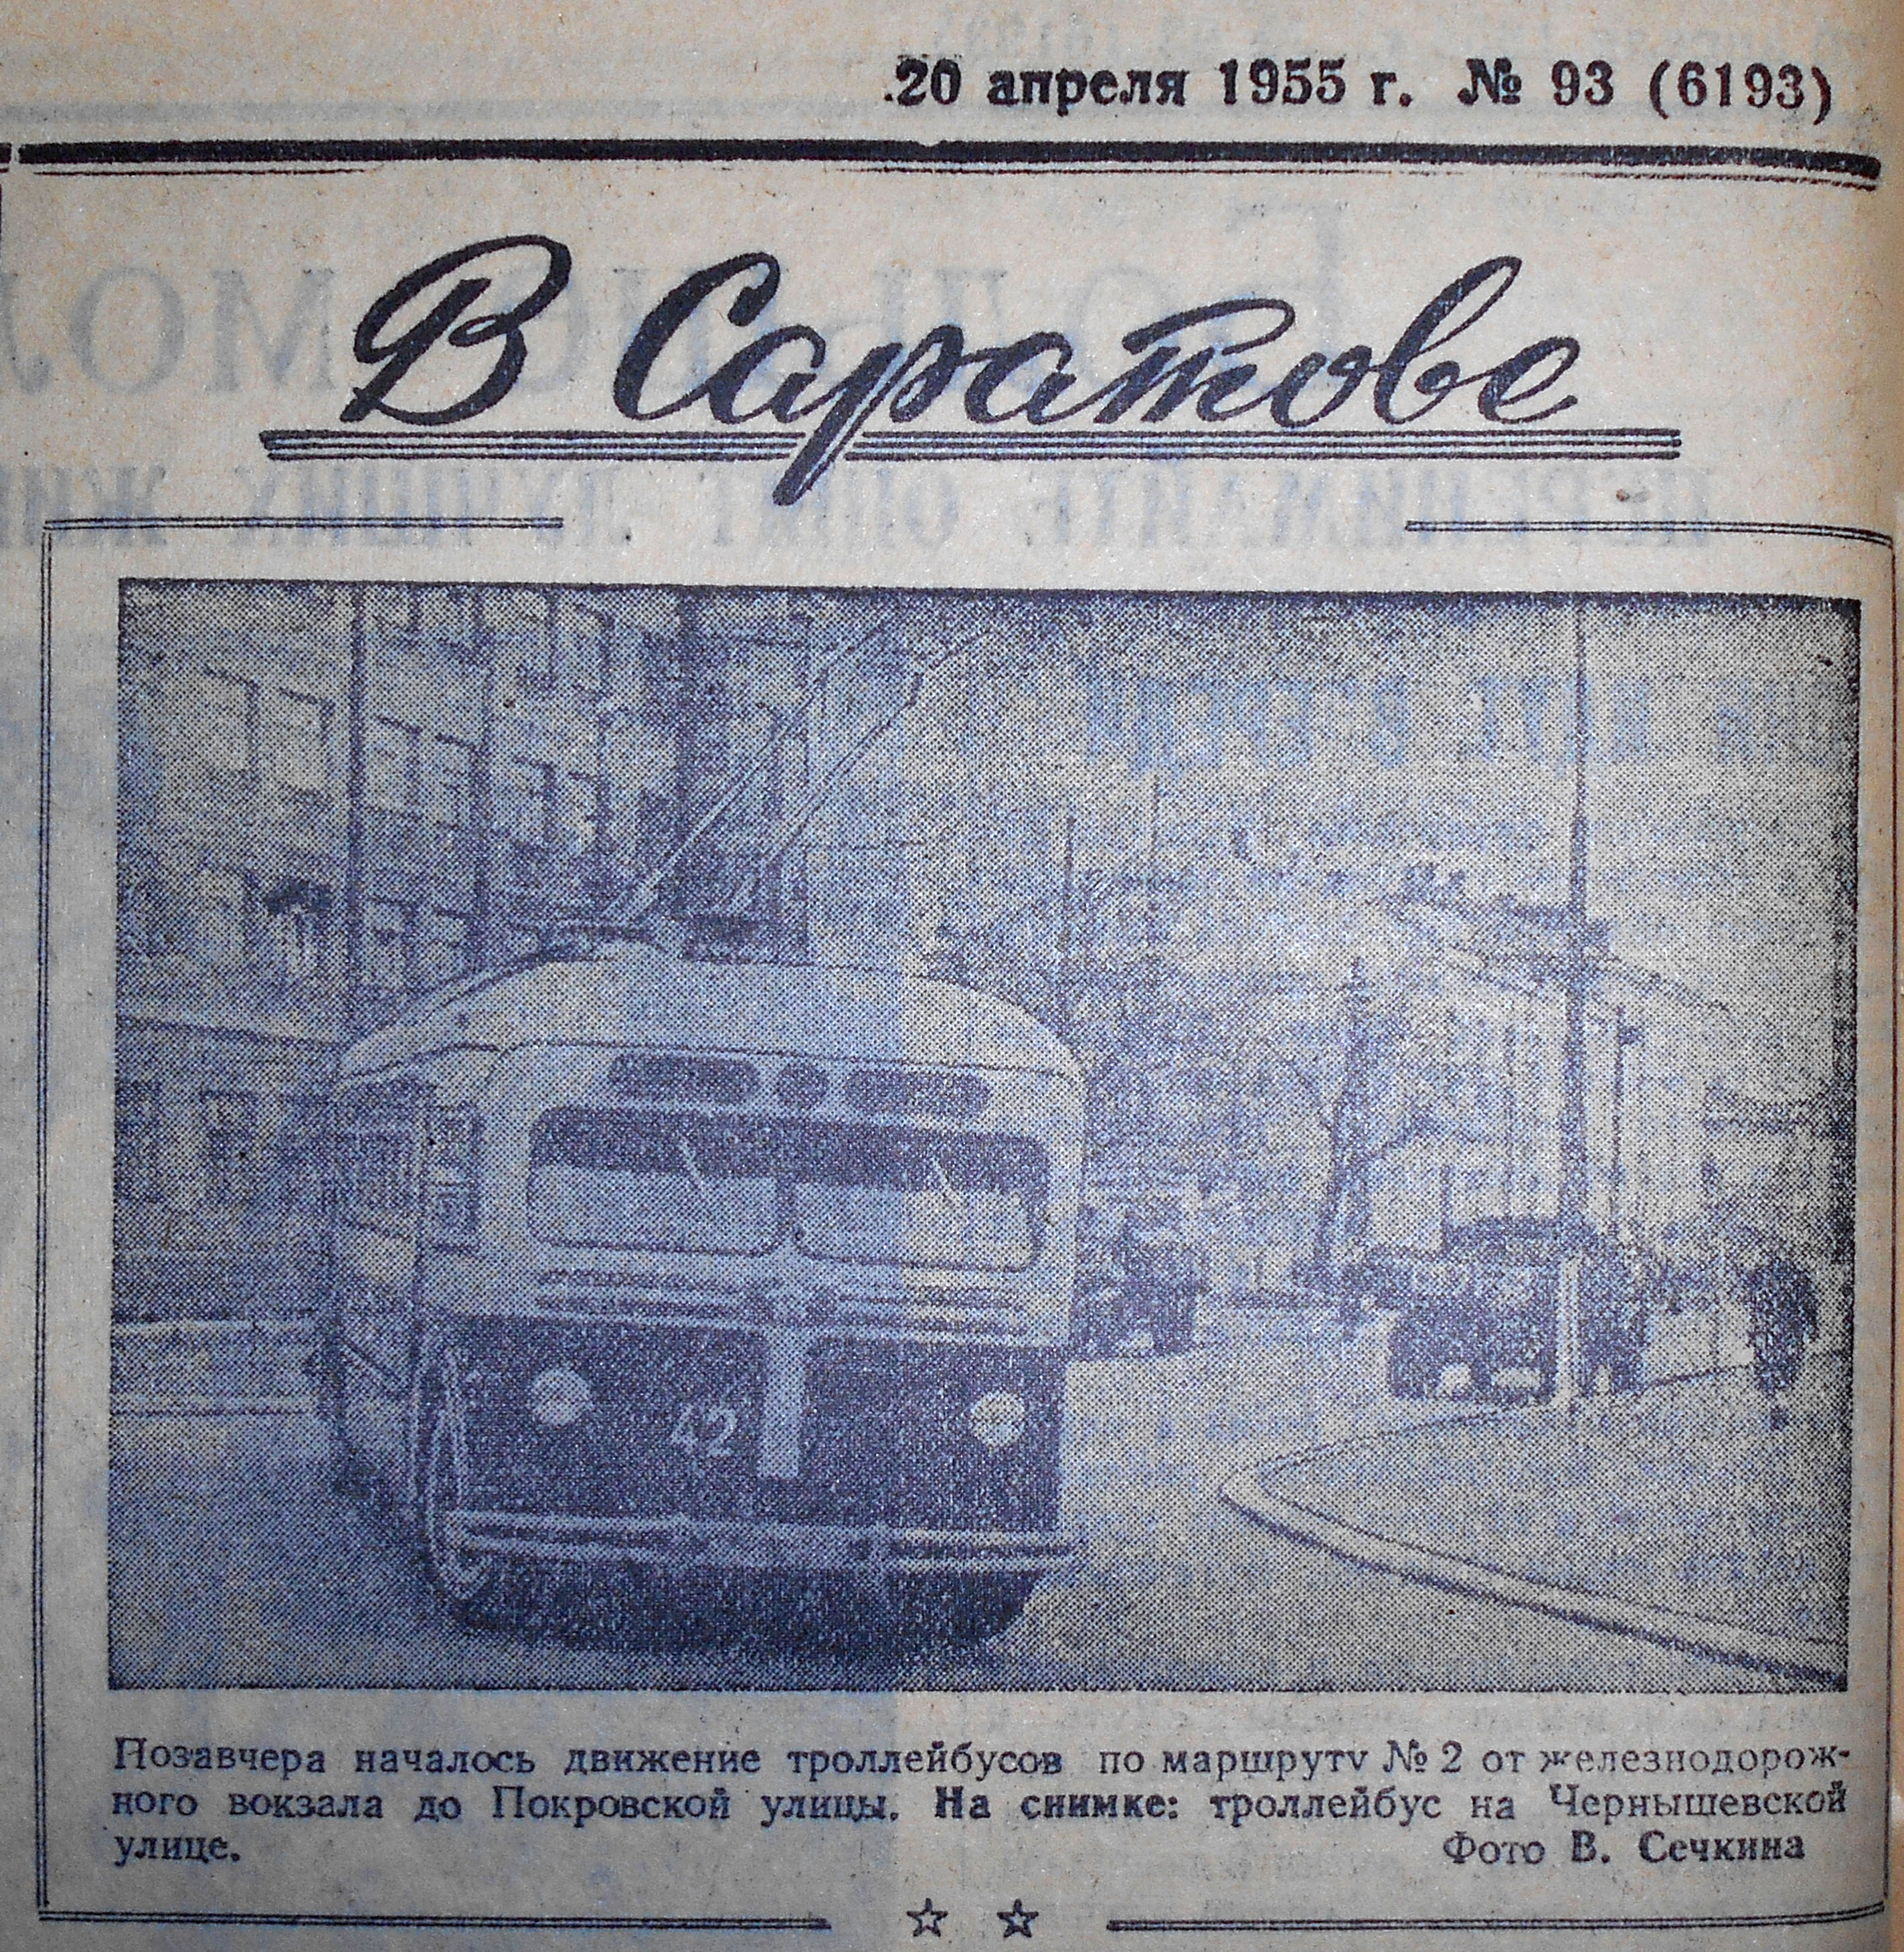 20 апреля 1955 г. № 93 (6193)
В Саратове
42
Позавчера началось движение троллейбусов по маршруту № 2 от железнодорож-
ного вокзала до Покровской улицы. На снимке: троллейбус на Чернышевской
улице.
Фото В. Сечкина